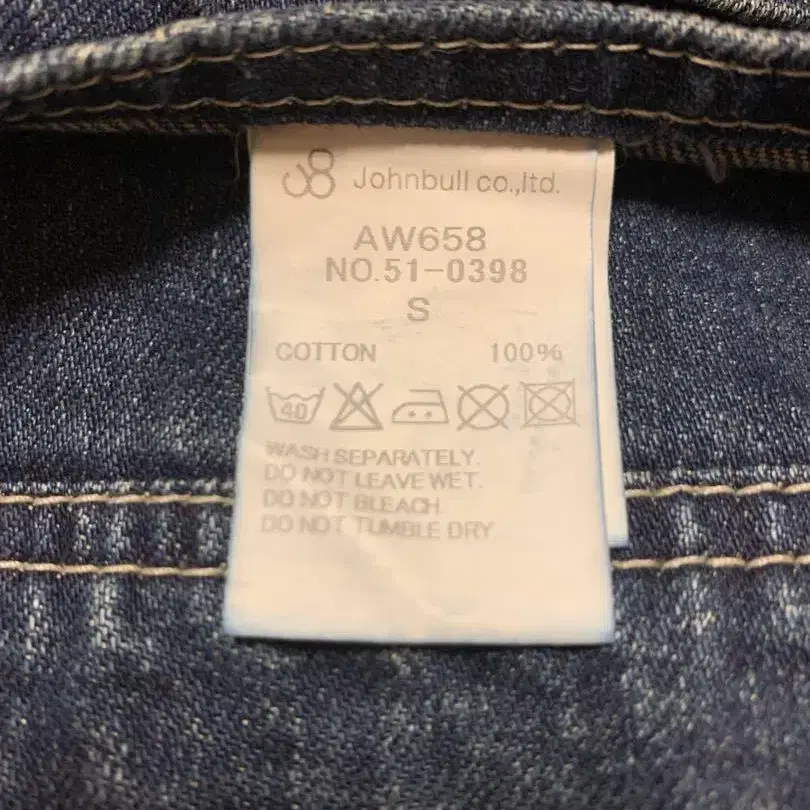 Johnbull co.,ltd.
AW658
NO.51-0398
S
COTTON 100%
40
WASH SEPARATELY.
DO NOT LEAVE WET.
DO NOT BLEACH.
DO NOT TUMBLE DRY